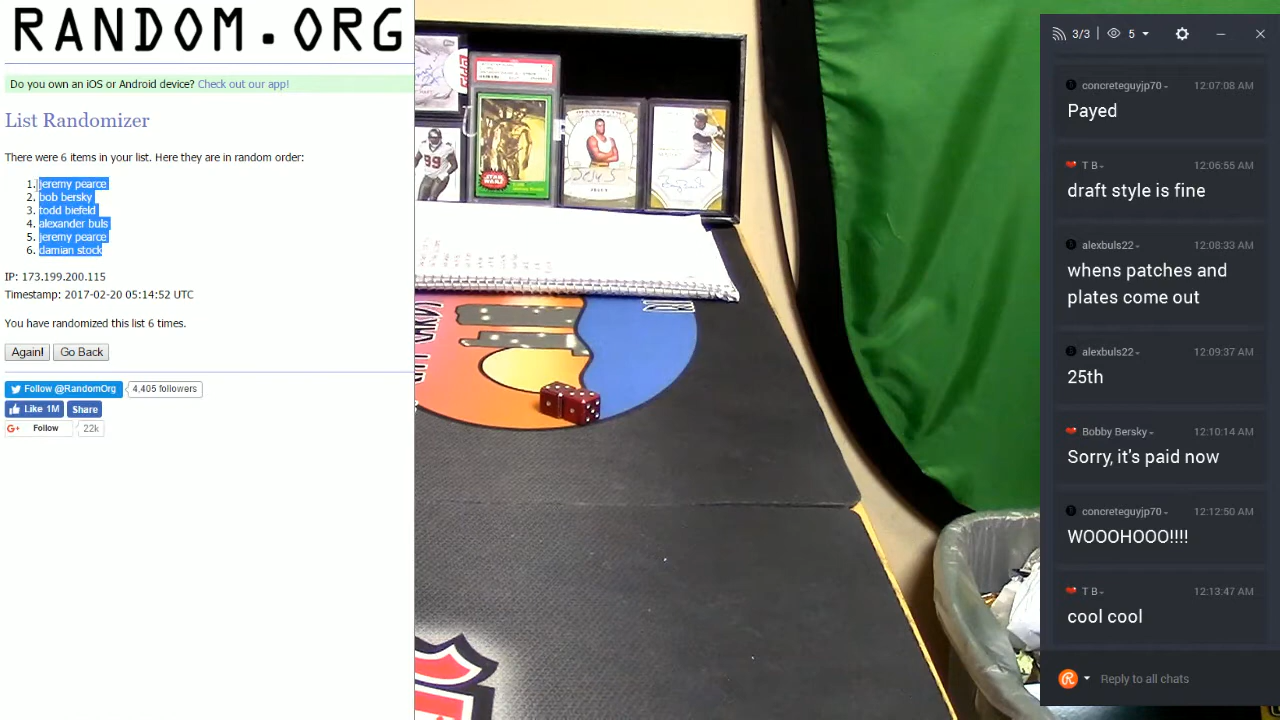 RANDOM.ORG
Do you own an iOS or Android device? Check out our app!
List Randomizer
There were 6 items in your list. Here they are in random order:
1. jeremy pearce
2. bob bersky
3. todd biefeld
4. alexander buls
5. jeremy pearce
6. damian stock
IP: 173.199.200.115
Timestamp: 2017-02-20 05:14:52 UTC
You have randomized this list 6 times.
Again! Go Back
Follow @RandomOrg 4,405 followers
Like 1M Share
G+ Follow 22k
99
STAR
WARS
3/3 5
concreteguyjp70 12:07:08 AM
Payed
T B 12:06:55 AM
draft style is fine
alexbuls22 12:08:33 AM
whens patches and
plates come out
alexbuls22 12:09:37 AM
25th
Bobby Bersky 12:10:14 AM
Sorry, it's paid now
concreteguyjp70 12:12:50 AM
WOOOHOOO!!!!
T B 12:13:47 AM
cool cool
Reply to all chats